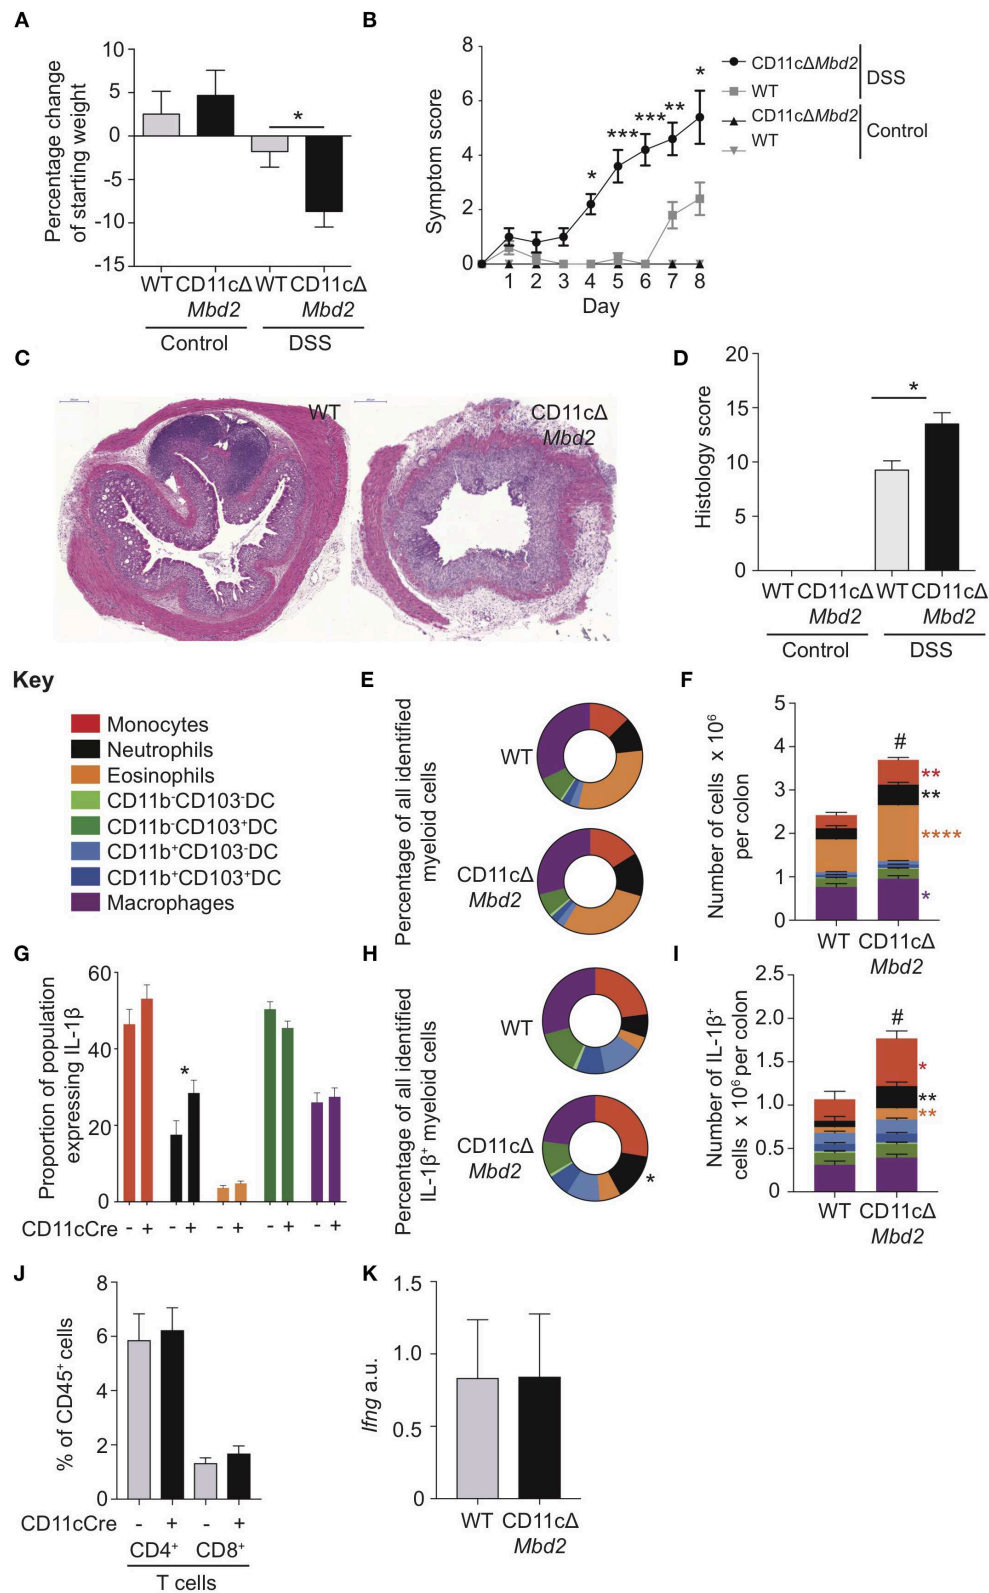 A
Percentage change
of starting weight
10
5
0
-5
-10
-15
*
WT CD11cΔ WT CD11cΔ
Mbd2 Mbd2
Control DSS
B
Symptom score
8
6
4
2
0
* *** *** ** *
1 2 3 4 5 6 7 8
Day
CD11cΔMbd2
WT
DSS
CD11cΔMbd2
WT
Control
C
WT
CD11cΔ
Mbd2
D
Histology score
20
15
10
5
0
*
WT CD11cΔ WT CD11cΔ
Mbd2 Mbd2
Control DSS
Key
Monocytes
Neutrophils
Eosinophils
CD11b⁻CD103⁻DC
CD11b⁻CD103⁺DC
CD11b⁺CD103⁻DC
CD11b⁺CD103⁺DC
Macrophages
E
Percentage of all identified
myeloid cells
WT
CD11cΔ
Mbd2
F
Number of cells x 10⁶
per colon
5
4
3
2
1
0
#
**
**
****
*
WT CD11cΔ
Mbd2
G
Proportion of population
expressing IL-1β
60
40
20
0
*
CD11cCre - + - + - + - + - +
H
Percentage of all identified
IL-1β⁺ myeloid cells
WT
CD11cΔ
Mbd2
*
I
Number of IL-1β⁺
cells x 10⁶ per colon
2.5
2.0
1.5
1.0
0.5
0
#
*
**
**
WT CD11cΔ
Mbd2
J
% of CD45⁺ cells
8
6
4
2
0
CD11cCre - + - +
CD4⁺ CD8⁺
T cells
K
Ifng a.u.
1.5
1.0
0.5
0
WT CD11cΔ
Mbd2